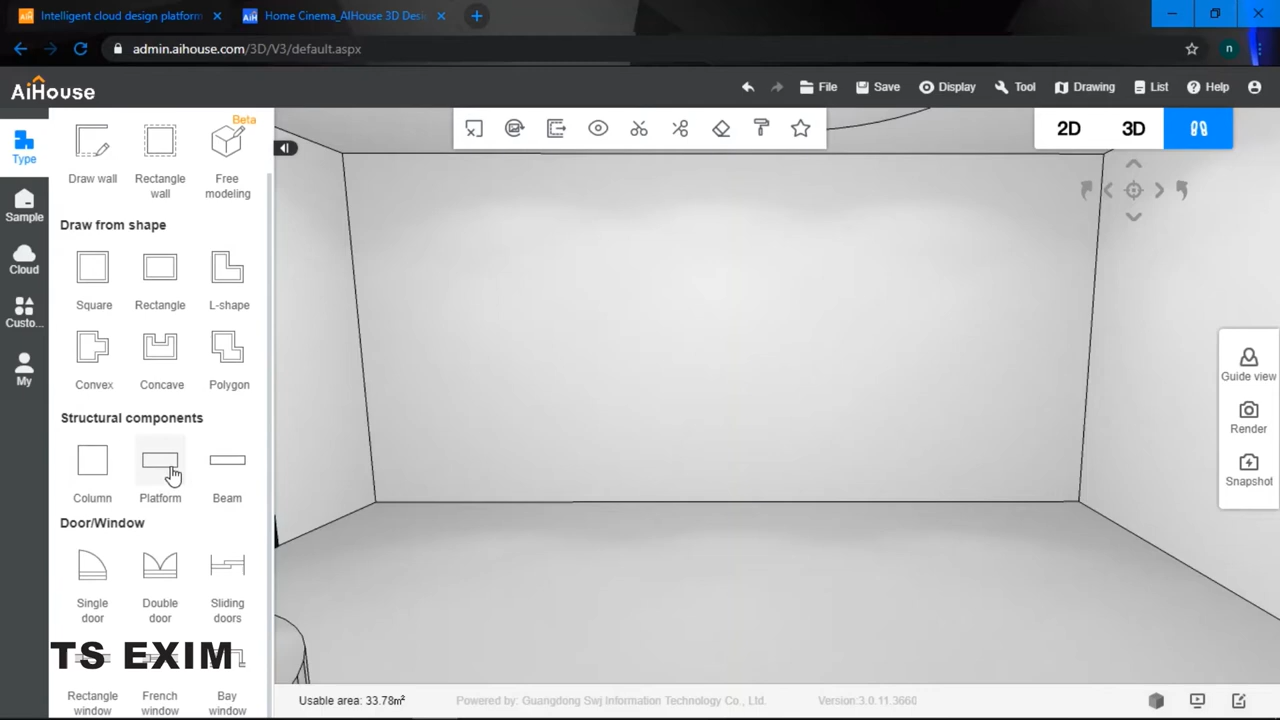 Intelligent cloud design platform
Home Cinema_AIHouse 3D Desi
admin.aihouse.com/3D/V3/default.aspx
n
AiHouse
File
Save
Display
Tool
Drawing
List
Help
Type
Sample
Cloud
Custo...
My
Beta
Draw wall
Rectangle wall
Free modeling
Draw from shape
Square
Rectangle
L-shape
Convex
Concave
Polygon
Structural components
Column
Platform
Beam
Door/Window
Single door
Double door
Sliding doors
TS EXIM
Rectangle window
French window
Bay window
2D
3D
Guide view
Render
Snapshot
Usable area: 33.78m²
Powered by: Guangdong Swj Information Technology Co., Ltd.
Version:3.0.11.3660